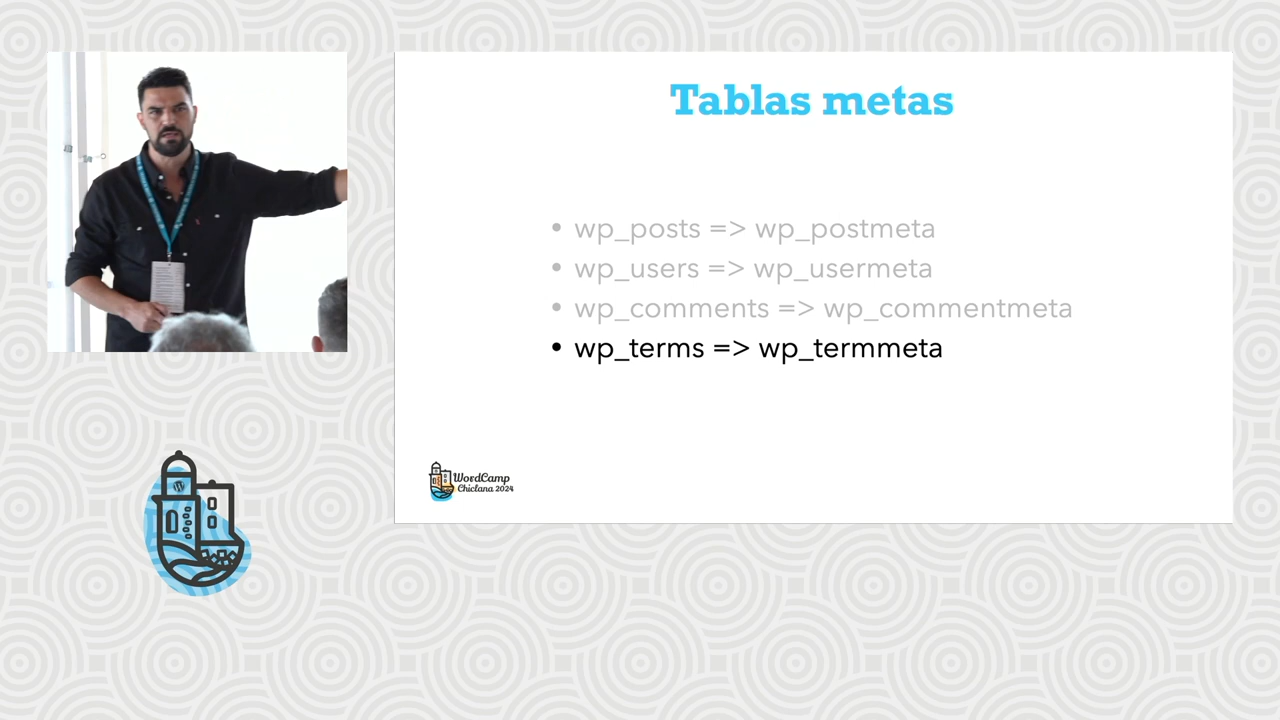 Tablas metas
• wp_posts => wp_postmeta
• wp_users => wp_usermeta
• wp_comments => wp_commentmeta
• wp_terms => wp_termmeta
WordCamp
Chiclana 2024